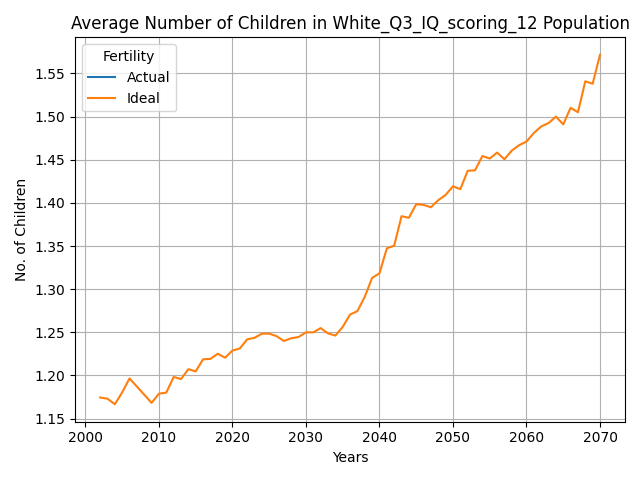 Average Number of Children in White_Q3_IQ_scoring_12 Population
Fertility
Actual
Ideal
No. of Children
1.55
1.50
1.45
1.40
1.35
1.30
1.25
1.20
1.15
2000 2010 2020 2030 2040 2050 2060 2070
Years